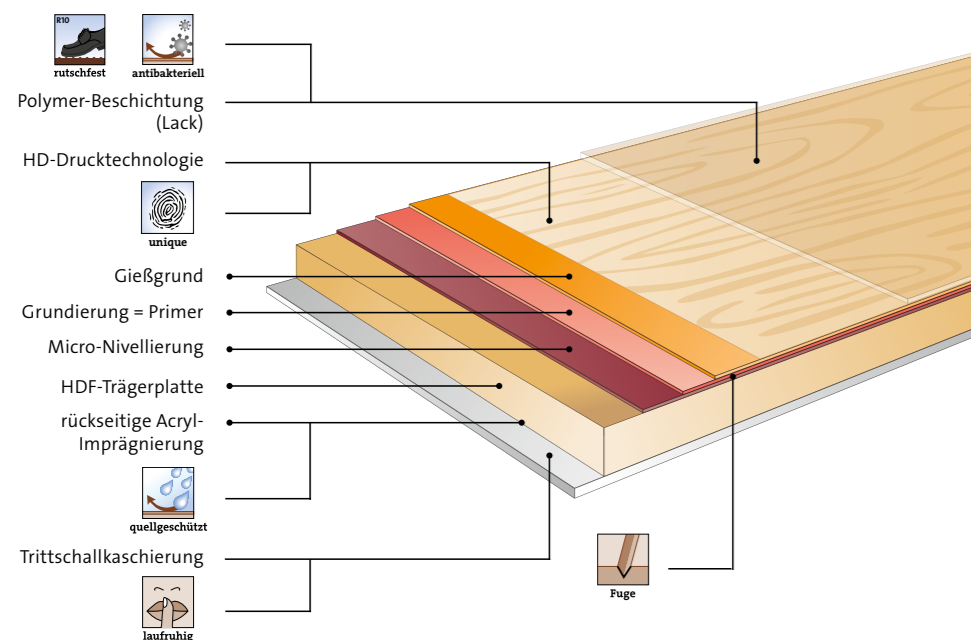 R10
rutschfest
antibakteriell
Polymer-Beschichtung
(Lack)
HD-Drucktechnologie
unique
Gießgrund
Grundierung = Primer
Micro-Nivellierung
HDF-Trägerplatte
rückseitige Acryl-
Imprägnierung
quellgeschützt
Trittschallkaschierung
laufruhig
Fuge